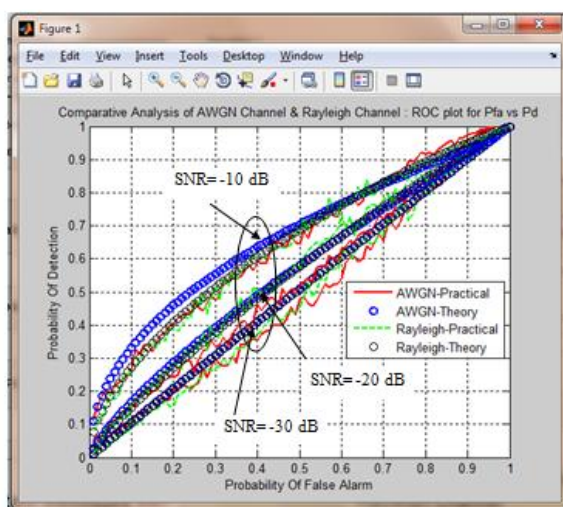 Figure 1
File Edit View Insert Tools Desktop Window Help
Comparative Analysis of AWGN Channel & Rayleigh Channel : ROC plot for Pfa vs Pd
1
0.9
0.8
0.7
0.6
0.5
0.4
0.3
0.2
0.1
0
Probability Of Detection
SNR= -10 dB
AWGN-Practical
AWGN-Theory
Rayleigh-Practical
Rayleigh-Theory
SNR= -20 dB
SNR= -30 dB
0 0.1 0.2 0.3 0.4 0.5 0.6 0.7 0.8 0.9 1
Probability Of False Alarm